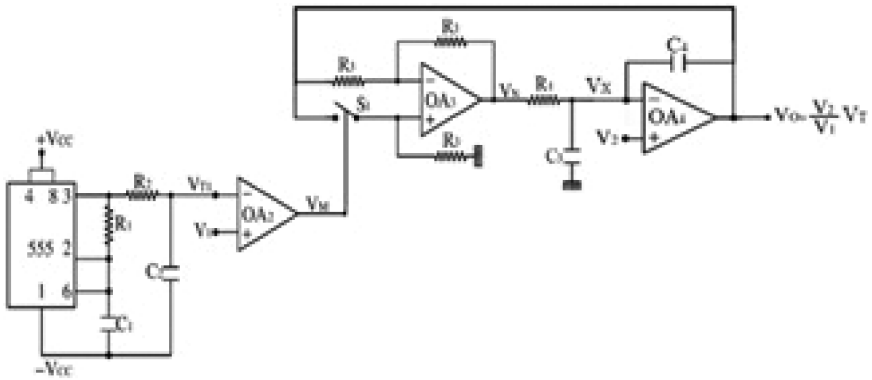 R3
C4
R3
OA3
VN
R4
VX
S1
OA4
VO= V2/V1 VT
+VCC
R3
C3
V2
4 8 3
R2
VT1
OA2
VM
R1
V1
555 2
C2
1 6
C1
-VCC